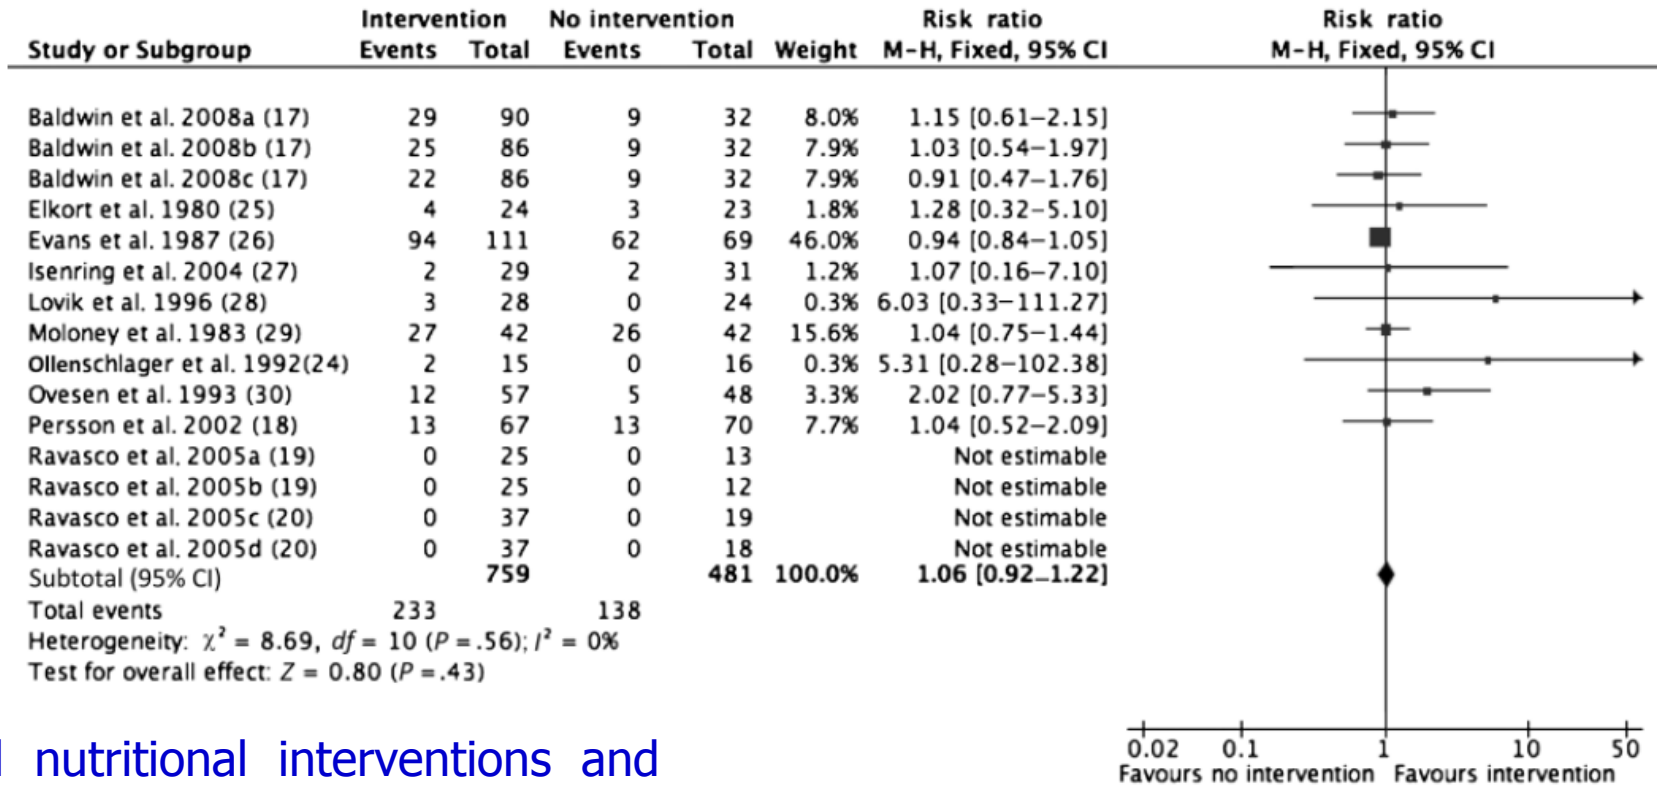 Intervention No intervention Risk ratio Risk ratio
Study or Subgroup Events Total Events Total Weight M-H, Fixed, 95% CI M-H, Fixed, 95% CI
Baldwin et al. 2008a (17) 29 90 9 32 8.0% 1.15 [0.61–2.15]
Baldwin et al. 2008b (17) 25 86 9 32 7.9% 1.03 [0.54–1.97]
Baldwin et al. 2008c (17) 22 86 9 32 7.9% 0.91 [0.47–1.76]
Elkort et al. 1980 (25) 4 24 3 23 1.8% 1.28 [0.32–5.10]
Evans et al. 1987 (26) 94 111 62 69 46.0% 0.94 [0.84–1.05]
Isenring et al. 2004 (27) 2 29 2 31 1.2% 1.07 [0.16–7.10]
Lovik et al. 1996 (28) 3 28 0 24 0.3% 6.03 [0.33–111.27]
Moloney et al. 1983 (29) 27 42 26 42 15.6% 1.04 [0.75–1.44]
Ollenschlager et al. 1992(24) 2 15 0 16 0.3% 5.31 [0.28–102.38]
Ovesen et al. 1993 (30) 12 57 5 48 3.3% 2.02 [0.77–5.33]
Persson et al. 2002 (18) 13 67 13 70 7.7% 1.04 [0.52–2.09]
Ravasco et al. 2005a (19) 0 25 0 13 Not estimable
Ravasco et al. 2005b (19) 0 25 0 12 Not estimable
Ravasco et al. 2005c (20) 0 37 0 19 Not estimable
Ravasco et al. 2005d (20) 0 37 0 18 Not estimable
Subtotal (95% CI) 759 481 100.0% 1.06 [0.92–1.22]
Total events 233 138
Heterogeneity: χ² = 8.69, df = 10 (P =.56); I² = 0%
Test for overall effect: Z = 0.80 (P =.43)
nutritional interventions and
0.02 0.1 1 10 50
Favours no intervention Favours intervention